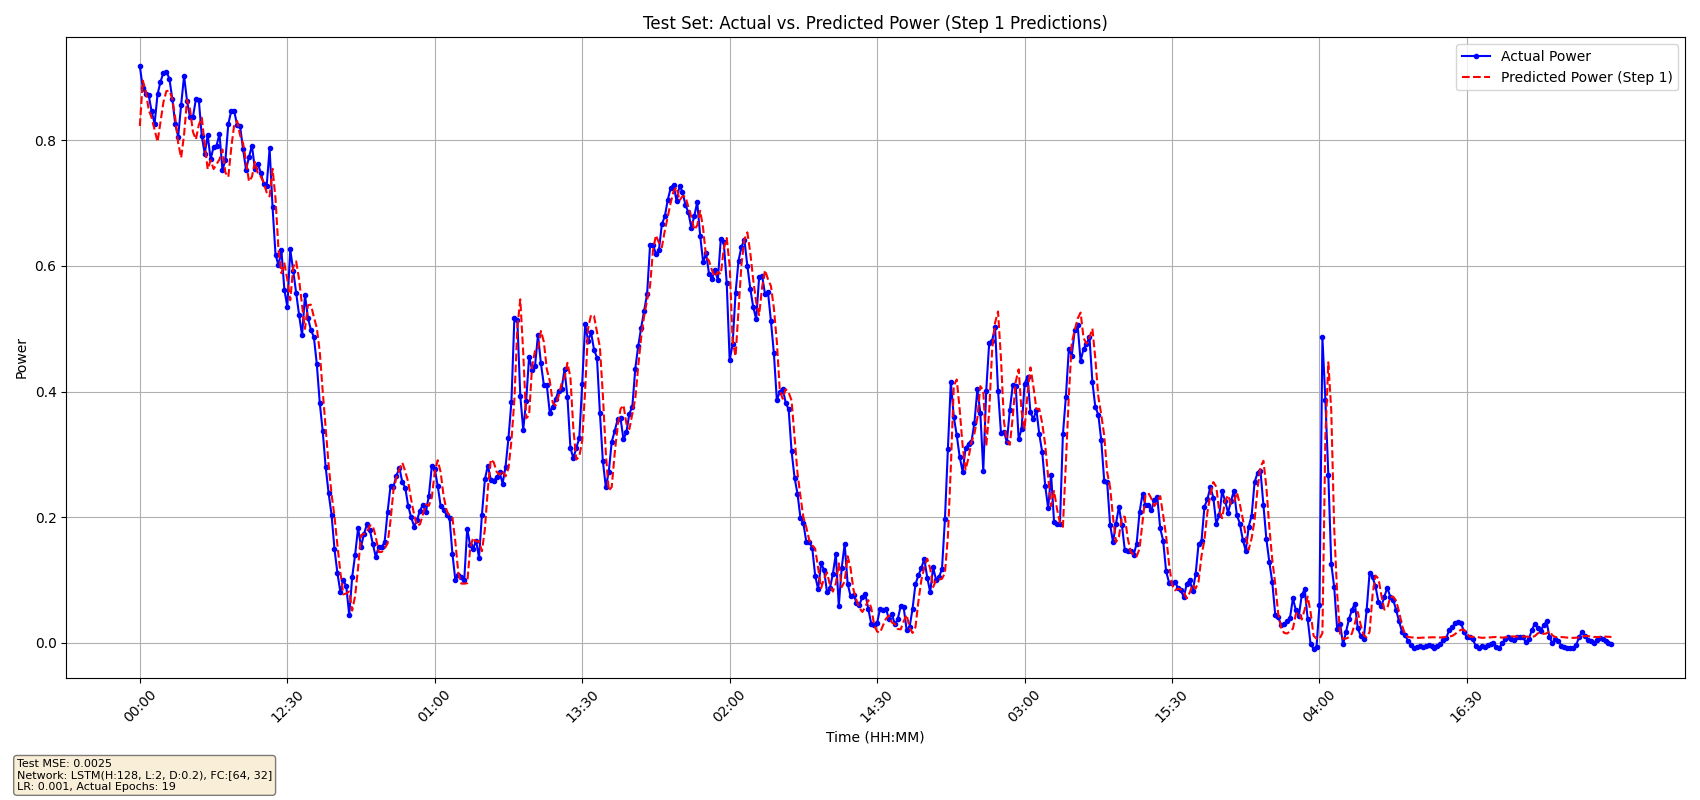 Test Set: Actual vs. Predicted Power (Step 1 Predictions)
Actual Power
Predicted Power (Step 1)
Power
0.8
0.6
0.4
0.2
0.0
00:00
12:30
01:00
13:30
02:00
14:30
03:00
15:30
04:00
16:30
Time (HH:MM)
Test MSE: 0.0025
Network: LSTM(H:128, L:2, D:0.2), FC:[64, 32]
LR: 0.001, Actual Epochs: 19